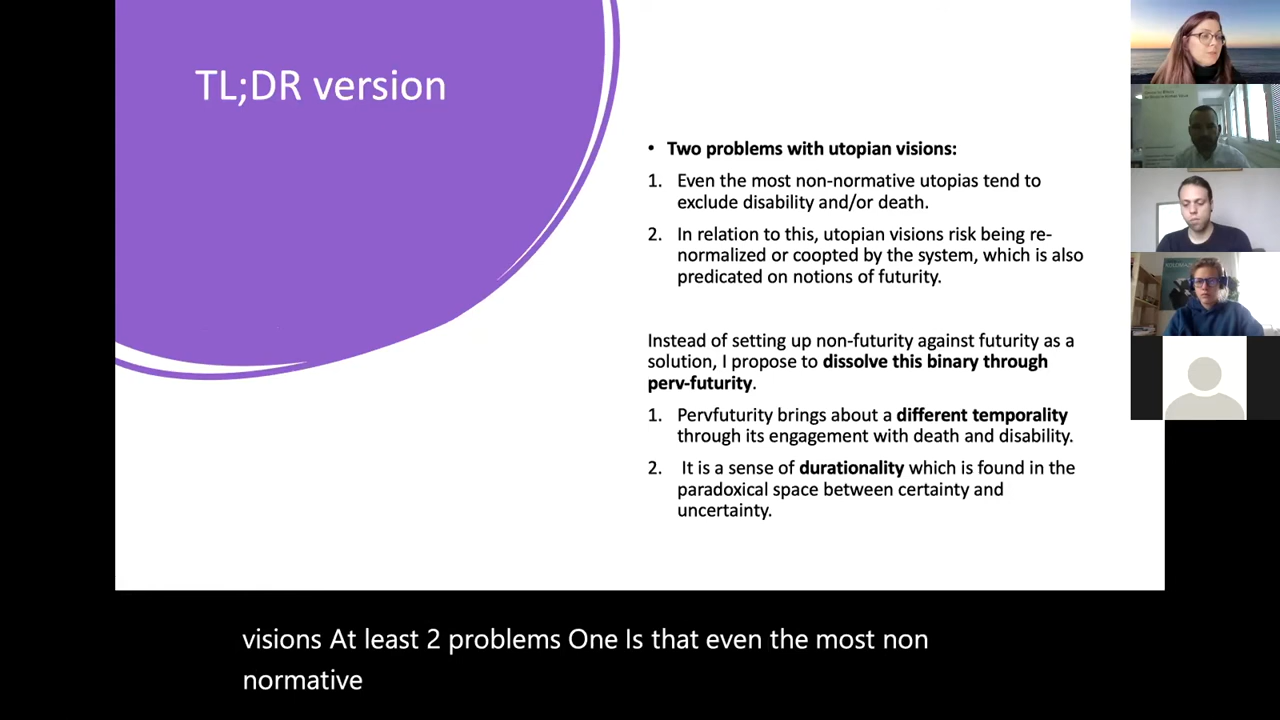 TL;DR version
• Two problems with utopian visions:
1. Even the most non-normative utopias tend to
exclude disability and/or death.
2. In relation to this, utopian visions risk being re-
normalized or coopted by the system, which is also
predicated on notions of futurity.
Instead of setting up non-futurity against futurity as a
solution, I propose to dissolve this binary through
perv-futurity.
1. Pervfuturity brings about a different temporality
through its engagement with death and disability.
2. It is a sense of durationality which is found in the
paradoxical space between certainty and
uncertainty.
visions At least 2 problems One Is that even the most non
normative